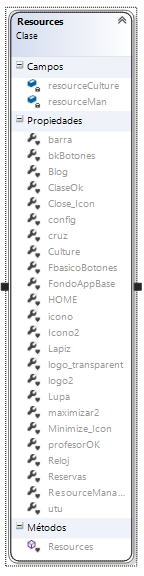 Resources
Clase
Campos
resourceCulture
resourceMan
Propiedades
barra
bkBotones
Blog
ClaseOk
Close_Icon
config
cruz
Culture
FbasicoBotones
FondoAppBase
HOME
icono
Icono2
Lapiz
logo_transparent
logo2
Lupa
maximizar2
Minimize_Icon
profesorOK
Reloj
Reservas
ResourceMana...
utu
Métodos
Resources